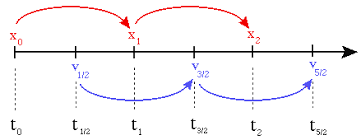 x₀ x₁ x₂
v₁/₂ v₃/₂ v₅/₂
t₀ t₁/₂ t₁ t₃/₂ t₂ t₅/₂